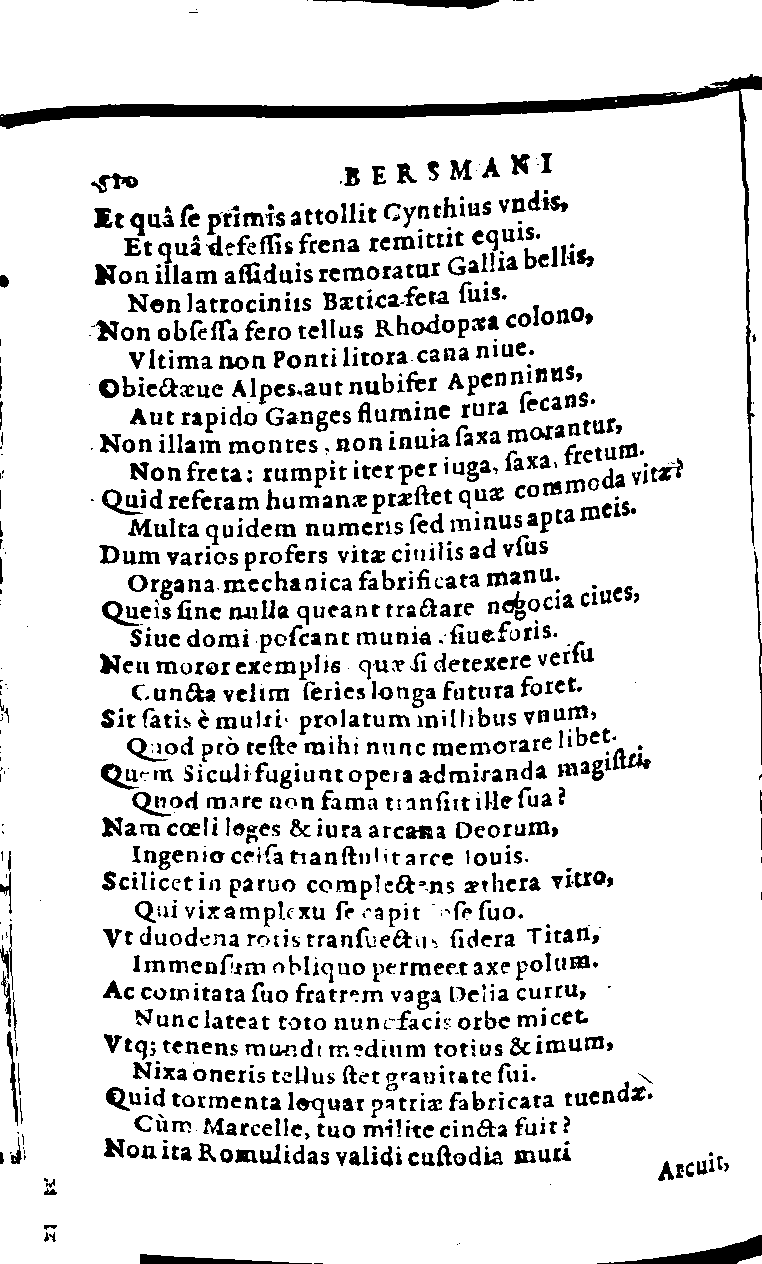 510 BERSMANI
Et quâ ſe primis attollit Cynthius vndis,
Et quâ defeſſis frena remittit equis.
Non illam aſſiduis remoratur Gallia bellis,
Non latrociniis Bætica feta ſuis.
Non obſeſſa fero tellus Rhodopæa colono,
Vltima non Ponti litora cana niue.
Obiectæue Alpes, aut nubifer Apenninus,
Aut rapido Ganges flumine rura ſecans.
Non illam montes, non inuia ſaxa morantur,
Non freta: rumpit iter per iuga, ſaxa, fretum.
Quid referam humanæ præſtet quæ commoda vitæ?
Multa quidem numeris ſed minus apta meis.
Dum varios profers vitæ ciuilis ad vſus
Organa mechanica fabrificata manu.
Queis ſine nulla queant tractare negocia ciues,
Siue domi poſcant munia, ſiue foris.
Neu moror exemplis quæ ſi detexere verſu
Cuncta velim ſeries longa futura foret.
Sit ſatis è multis prolatum millibus vnum,
Quod prò teſte mihi nunc memorare libet.
Quem Siculi fugiunt opera admiranda magiſtri,
Quod mare non fama tranſiit ille ſua?
Nam cœli leges & iura arcana Deorum,
Ingenio celſa tranſtulit arce Iouis.
Scilicet in paruo complectens æthera vitro,
Qui vix amplexu ſe capit ipſe ſuo.
Vt duodena rotis tranſuectus ſidera Titan,
Immenſum obliquo permeet axe polum.
Ac comitata ſuo fratrem vaga Delia curru,
Nunc lateat toto nunc facis orbe micet.
Vtq; tenens mundi medium totius & imum,
Nixa oneris tellus ſtet grauitate ſui.
Quid tormenta loquar patriæ fabricata tuendæ.
Cùm Marcelle, tuo milite cincta fuit?
Non ita Romulidas validi cuſtodia muri
Arcuit,